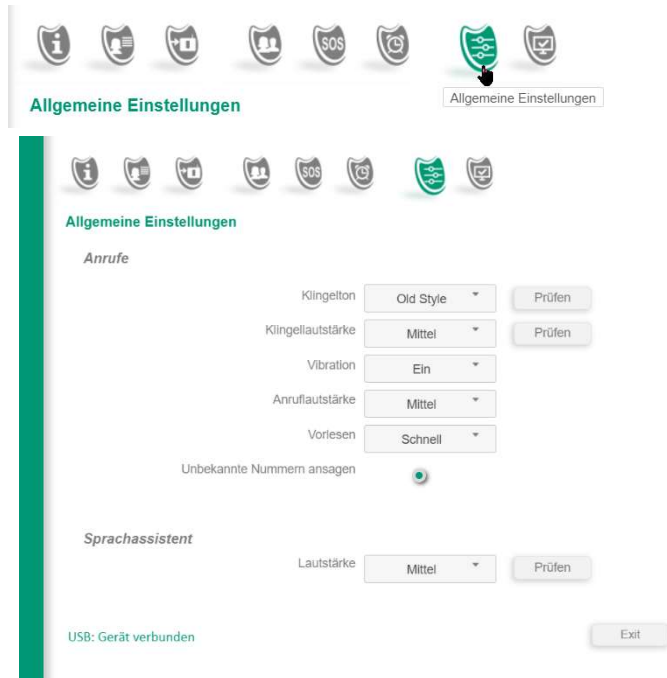 SOS
Allgemeine Einstellungen
Allgemeine Einstellungen
SOS
Allgemeine Einstellungen
Anrufe
Klingelton Old Style Prüfen
Klingellautstärke Mittel Prüfen
Vibration Ein
Anruflautstärke Mittel
Vorlesen Schnell
Unbekannte Nummern ansagen
Sprachassistent
Lautstärke Mittel Prüfen
USB: Gerät verbunden Exit